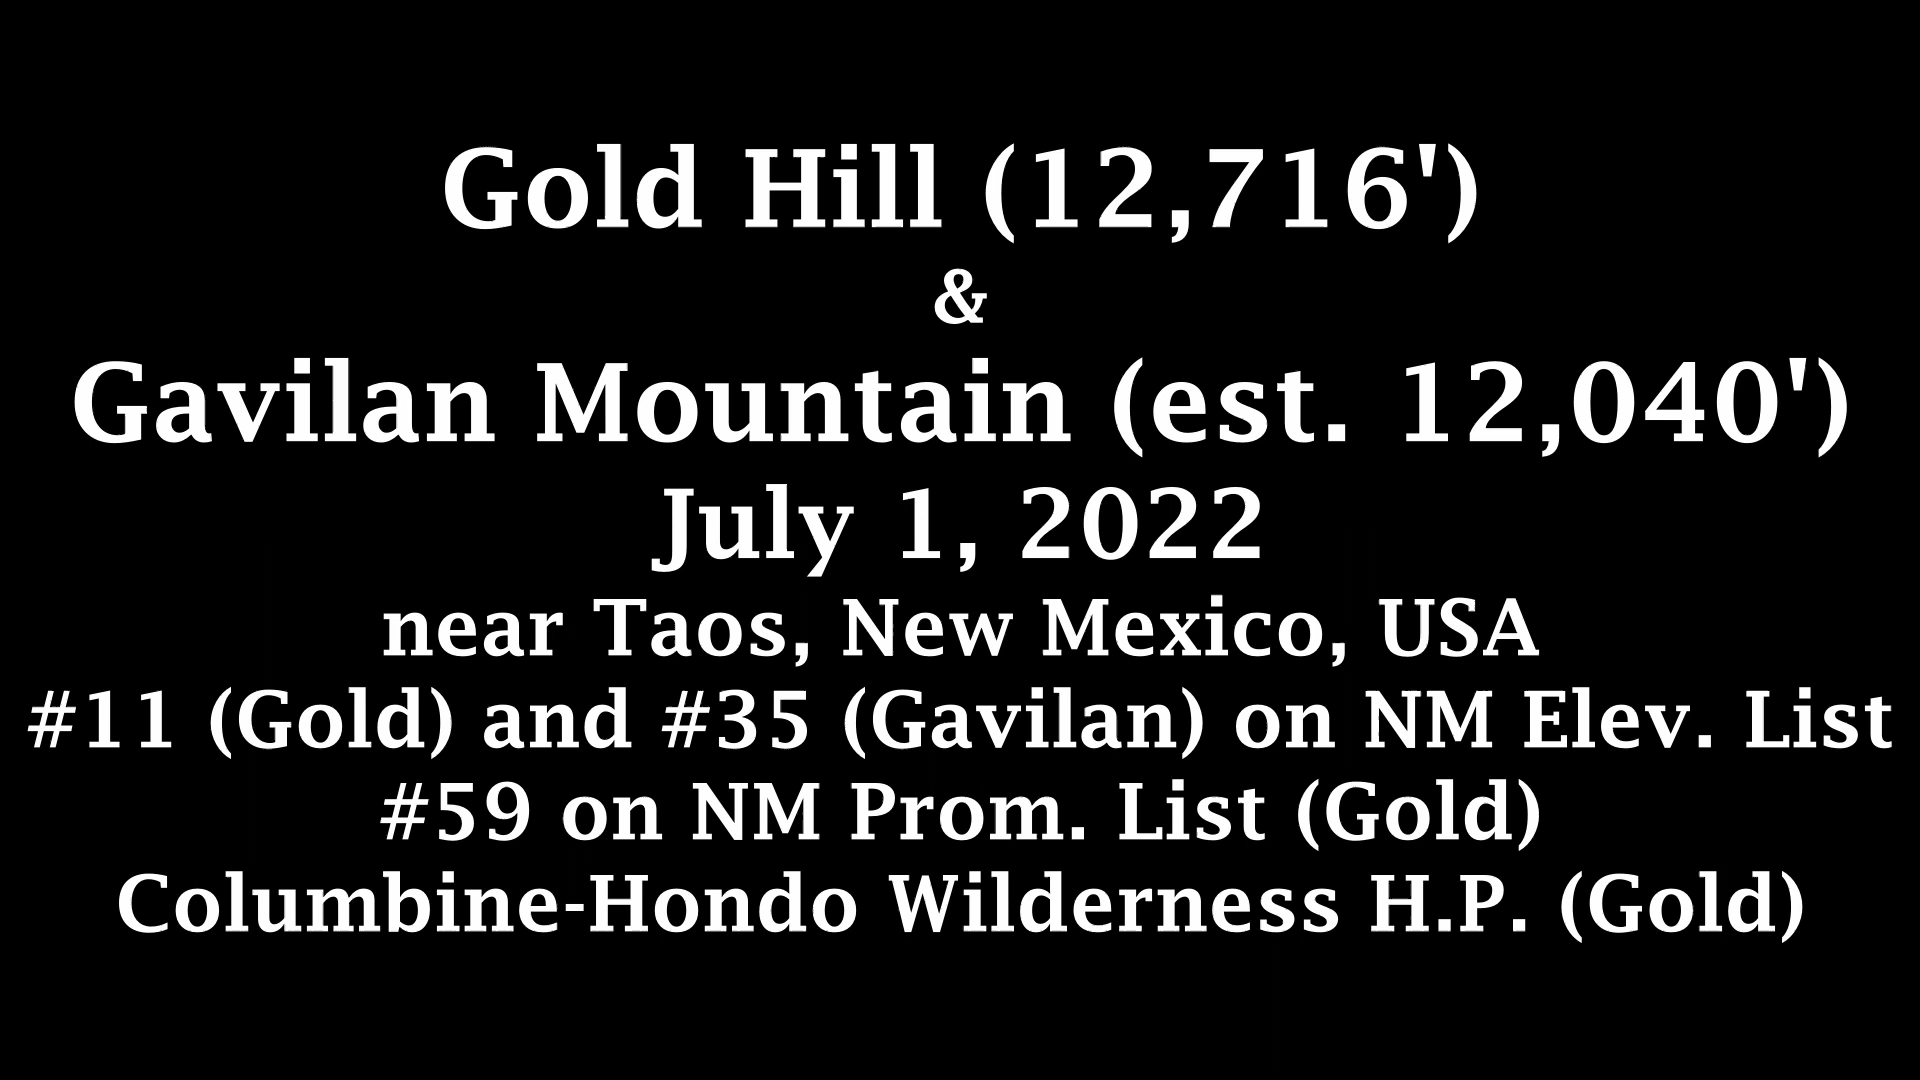 Gold Hill (12,716')
&
Gavilan Mountain (est. 12,040')
July 1, 2022
near Taos, New Mexico, USA
#11 (Gold) and #35 (Gavilan) on NM Elev. List
#59 on NM Prom. List (Gold)
Columbine-Hondo Wilderness H.P. (Gold)